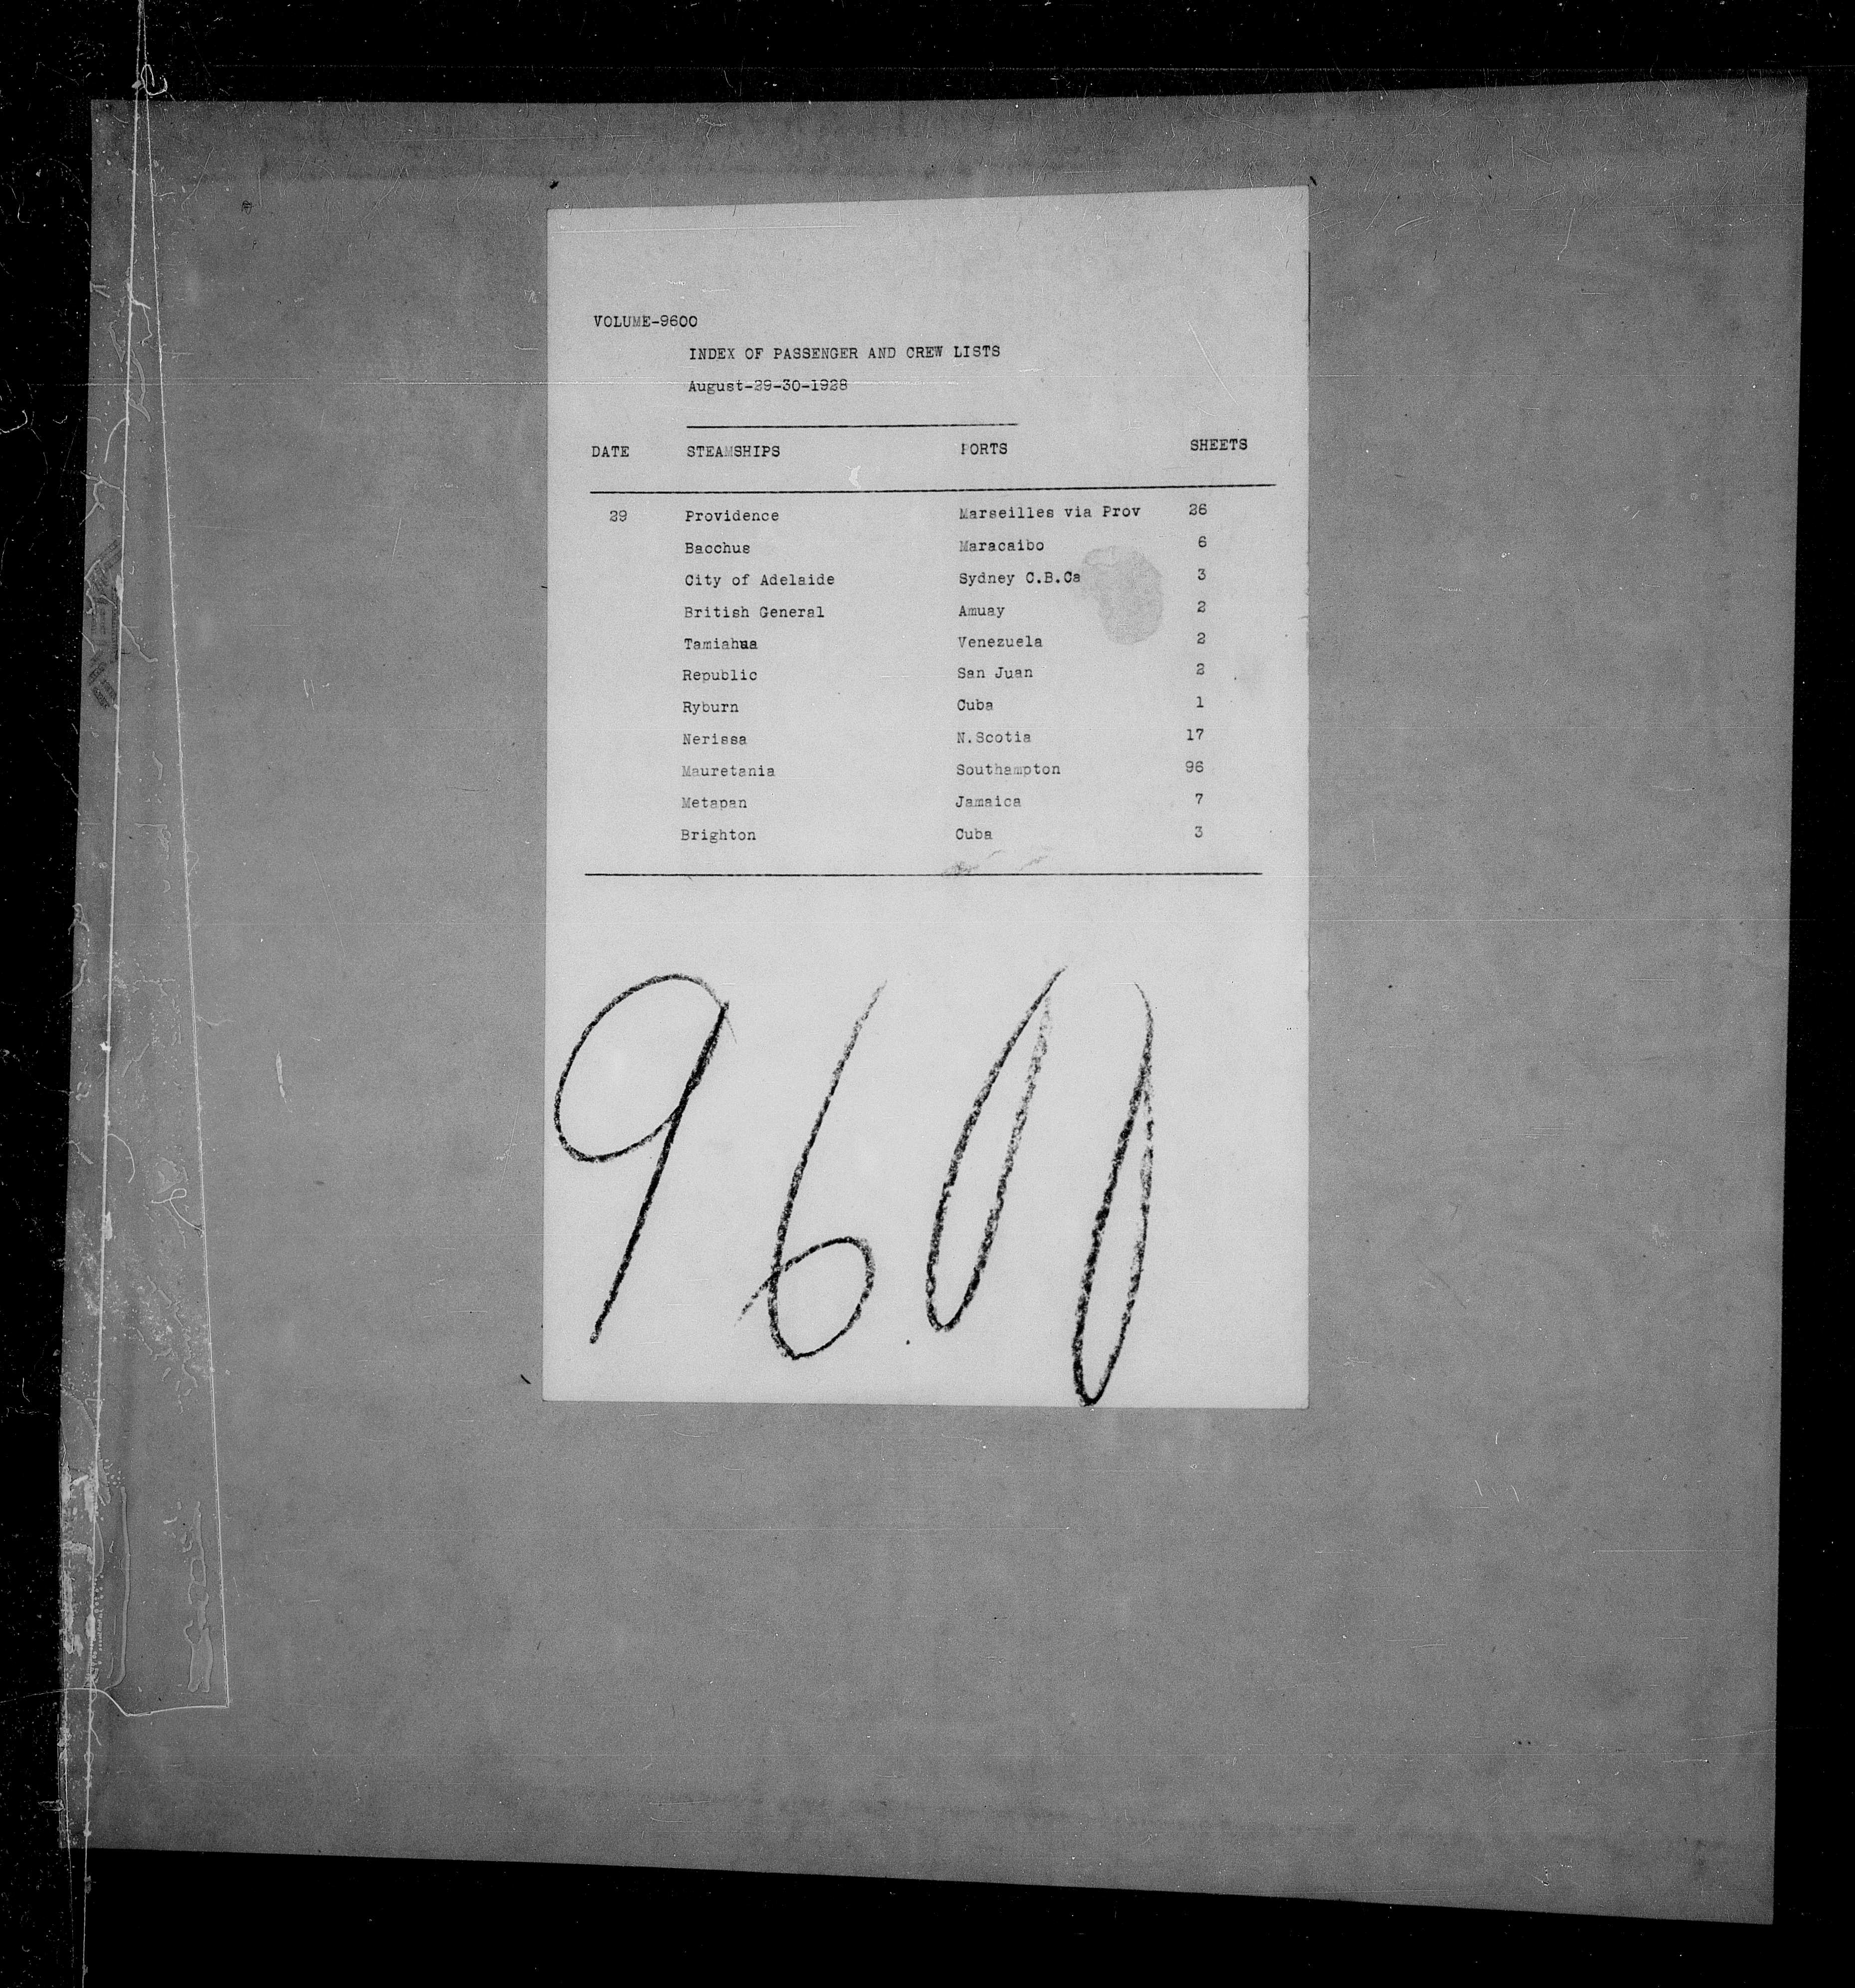 VOLUME-9600
INDEX OF PASSENGER AND CREW LISTS
August-29-30-1928
DATE STEAMSHIPS PORTS SHEETS
29 Providence Marseilles via Prov 26
Bacchus Maracaibo 6
City of Adelaide Sydney C.B.Ca 3
British General Amuay 2
Tamiahua Venezuela 2
Republic San Juan 2
Ryburn Cuba 1
Nerissa N.Scotia 17
Mauretania Southampton 96
Metapan Jamaica 7
Brighton Cuba 3
9600